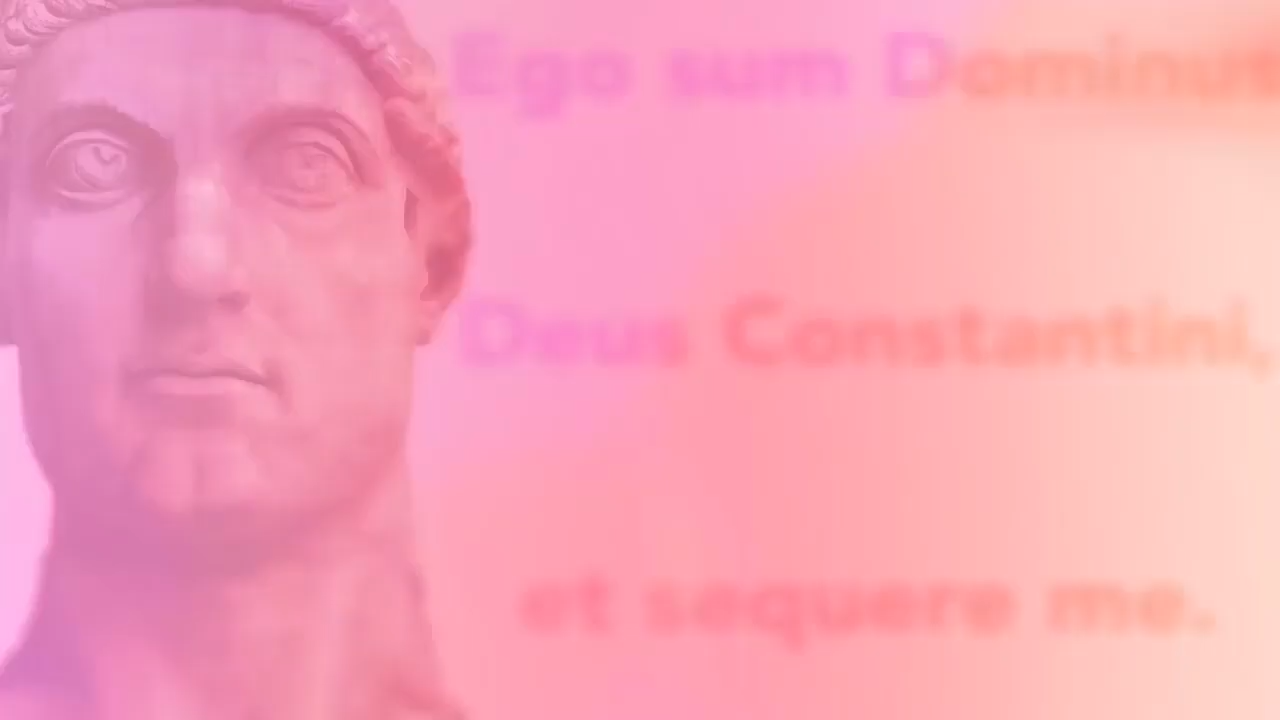 Ego sum Dominus
Deus Constantini,
et sequere me.